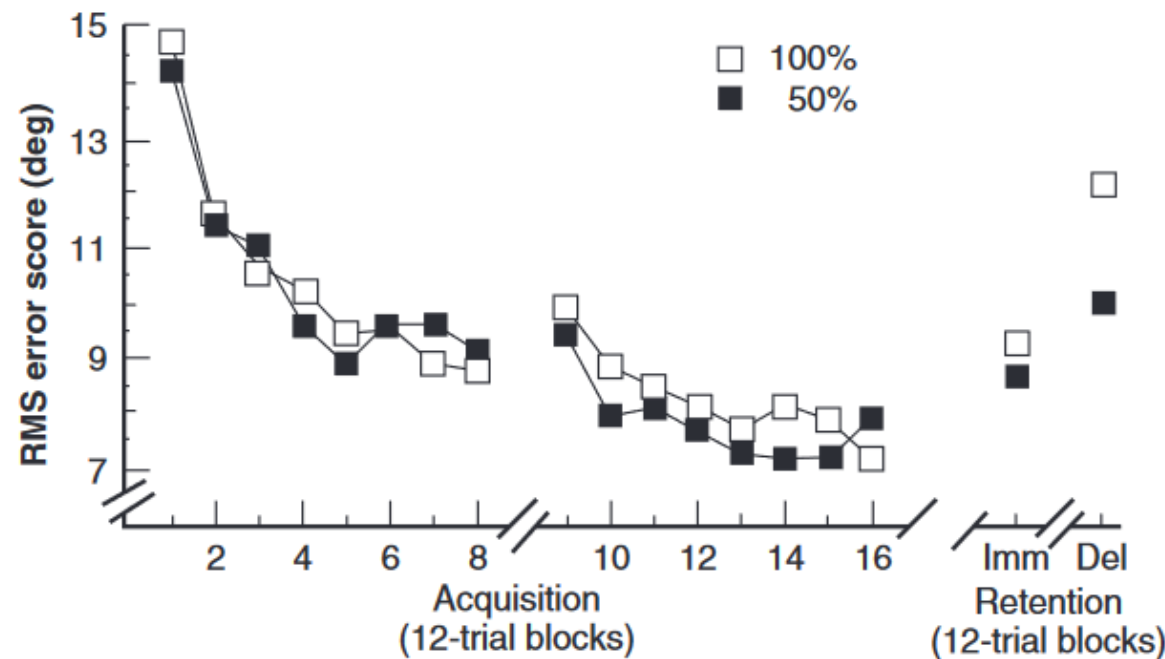 15
13
11
9
7
RMS error score (deg)
100%
50%
2 4 6 8 10 12 14 16 Imm Del
Acquisition
(12-trial blocks)
Retention
(12-trial blocks)